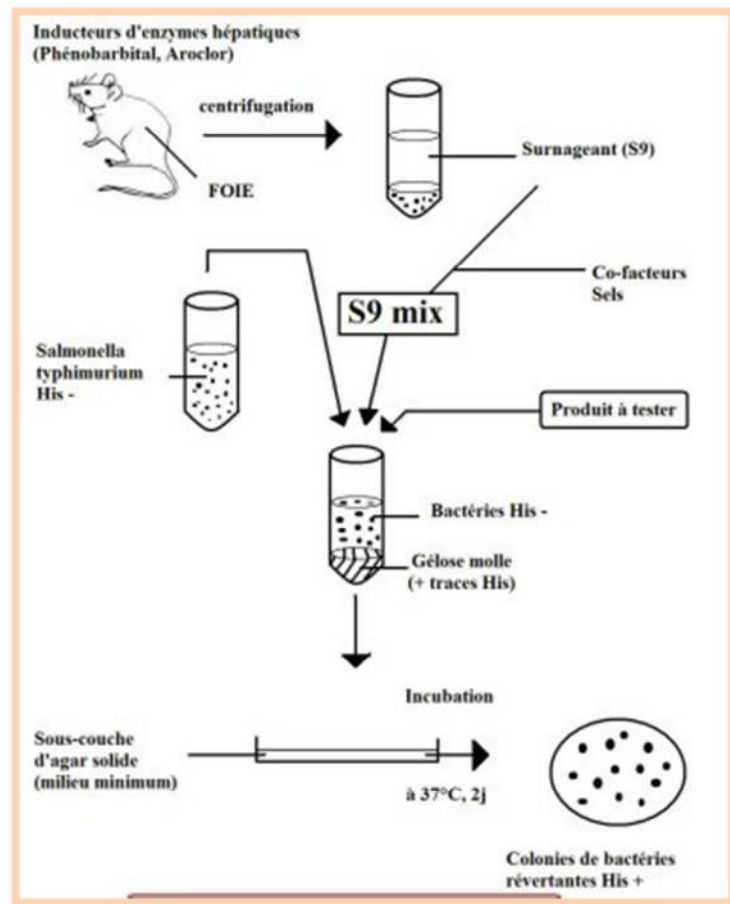 Inducteurs d'enzymes hépatiques
(Phénobarbital, Aroclor)
centrifugation
Surnageant (S9)
FOIE
Co-facteurs
Sels
S9 mix
Salmonella
typhimurium
His -
Produit à tester
Bactéries His -
Gélose molle
(+ traces His)
Incubation
Sous-couche
d'agar solide
(milieu minimum)
à 37°C, 2j
Colonies de bactéries
révertantes His +